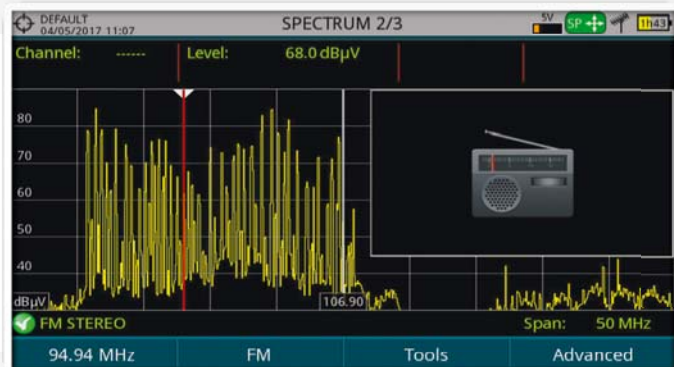 DEFAULT
04/05/2017 11:07
SPECTRUM 2/3
5V
SP
1h43
Channel: ------ Level: 68.0 dBµV
80
70
60
50
40
dBµV
106.90
FM STEREO
Span: 50 MHz
94.94 MHz FM Tools Advanced